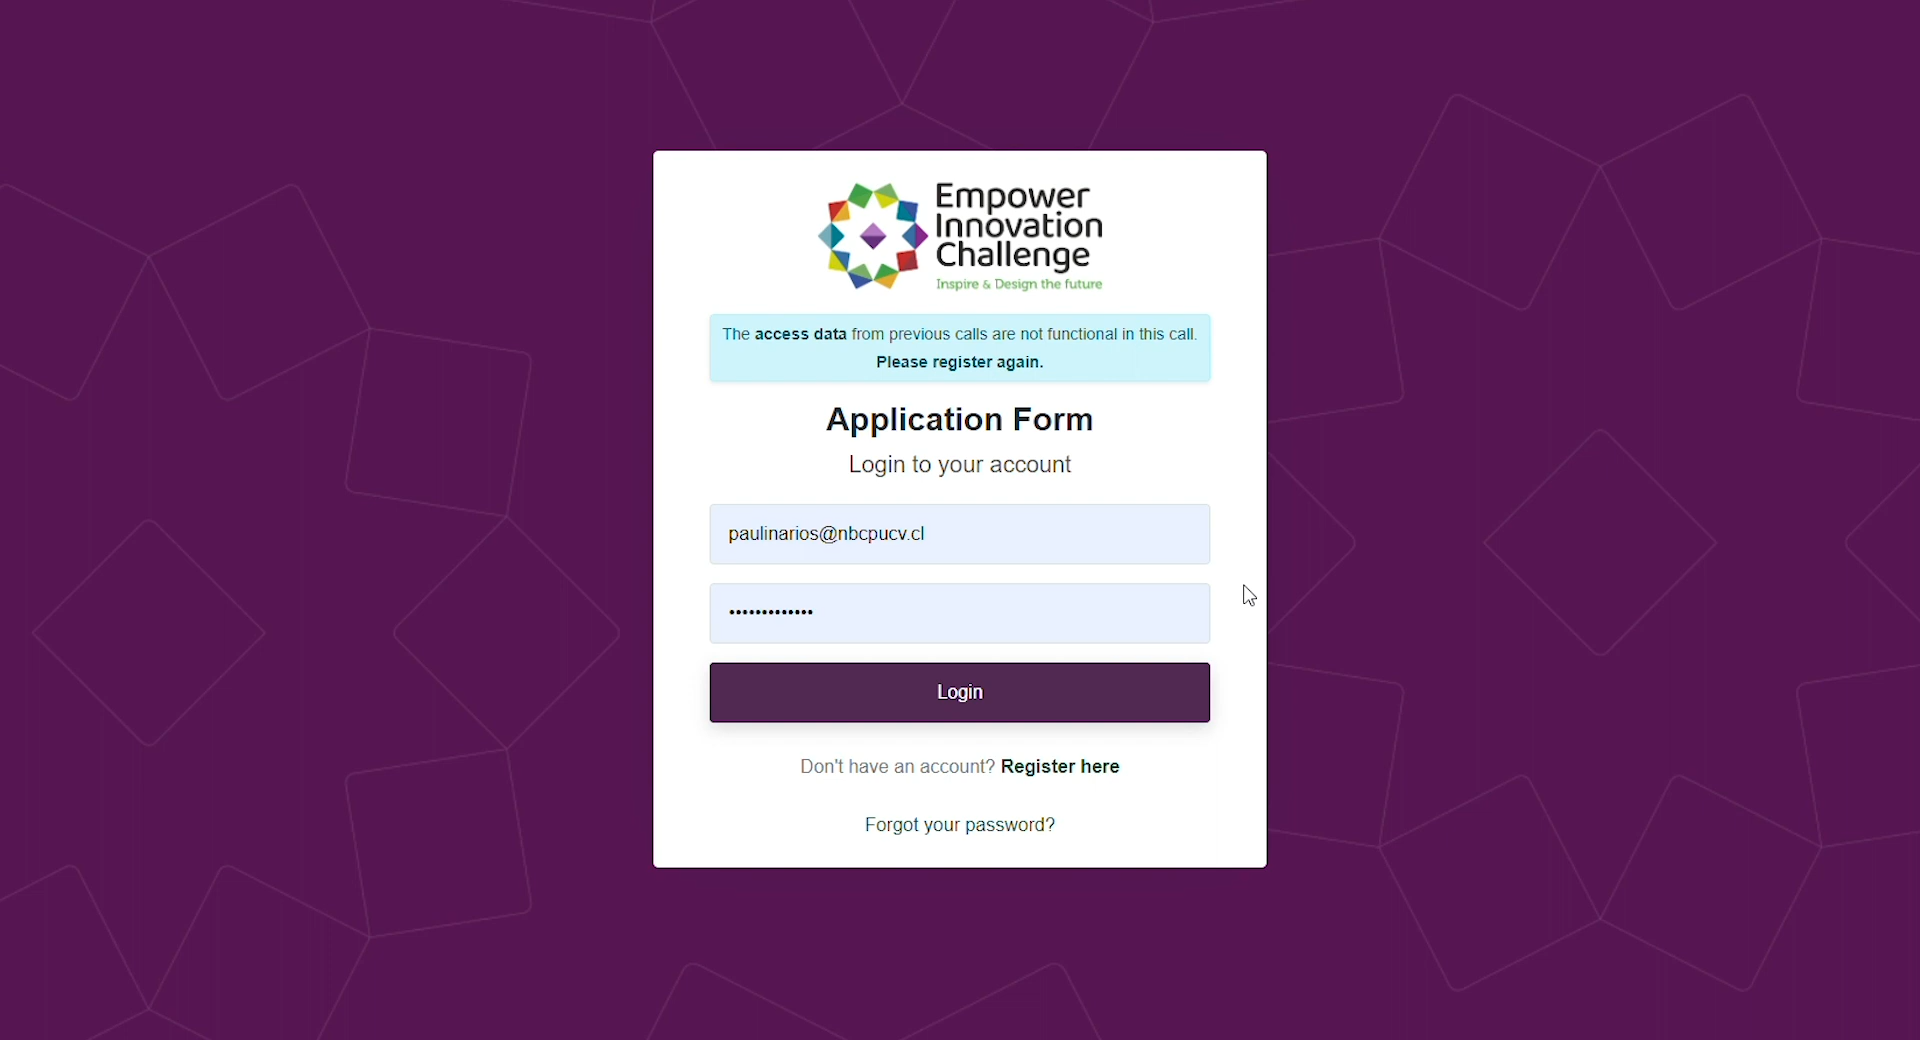 Empower
Innovation
Challenge
Inspire & Design the future
The access data from previous calls are not functional in this call.
Please register again.
Application Form
Login to your account
paulinarios@nbcpucv.cl
•••••••••••••
Login
Don't have an account? Register here
Forgot your password?